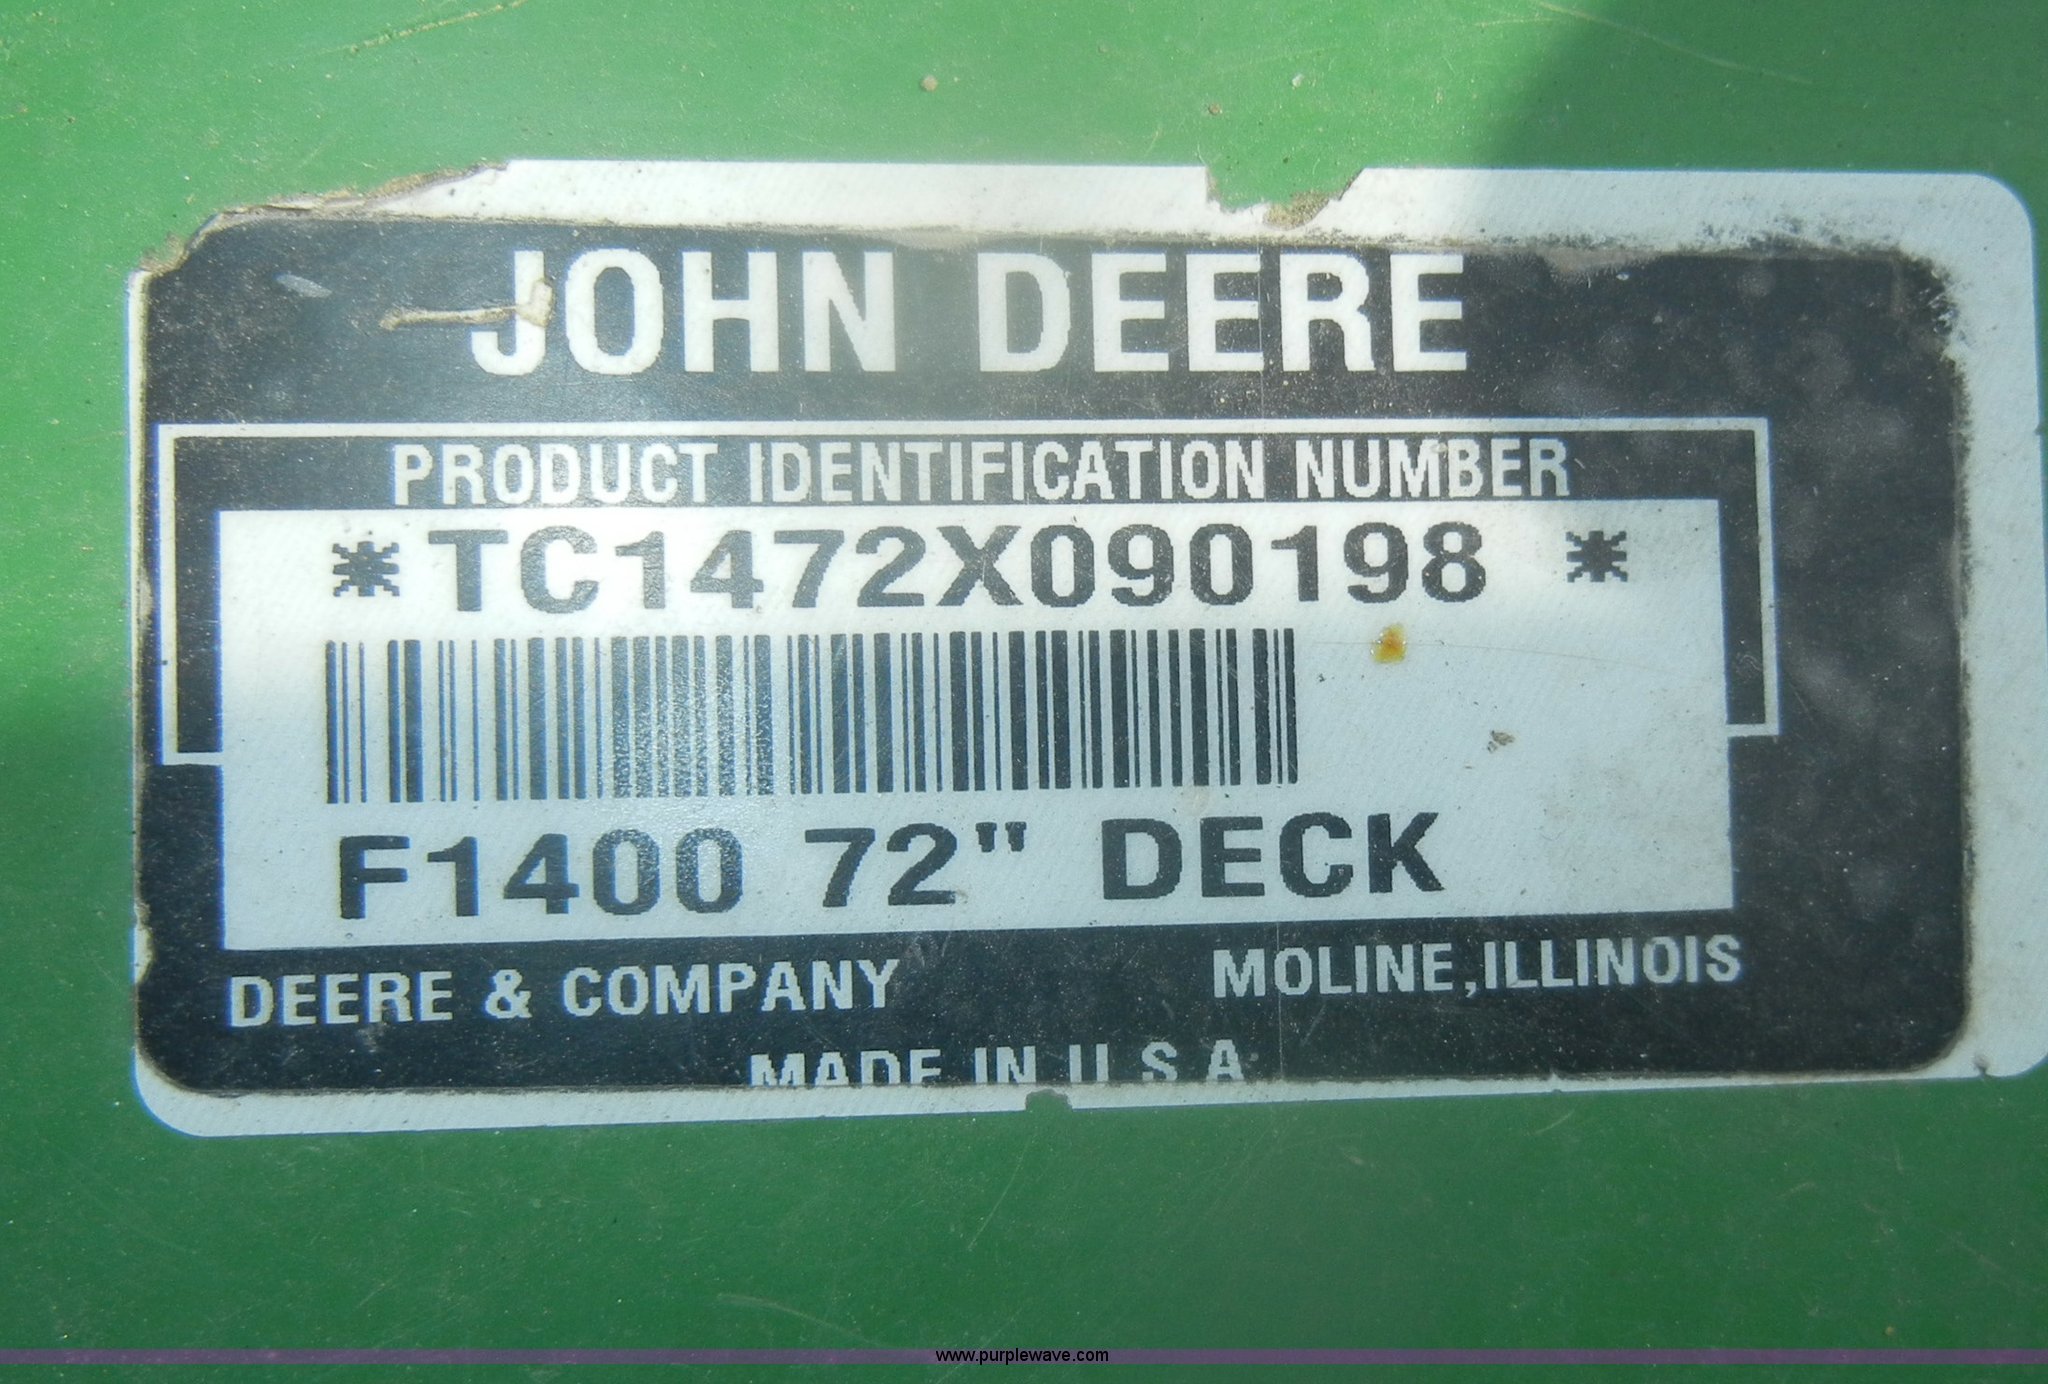 JOHN DEERE
PRODUCT IDENTIFICATION NUMBER
*TC1472X090198 *
F1400 72" DECK
DEERE & COMPANY MOLINE,ILLINOIS
MADE IN U S A
www.purplewave.com